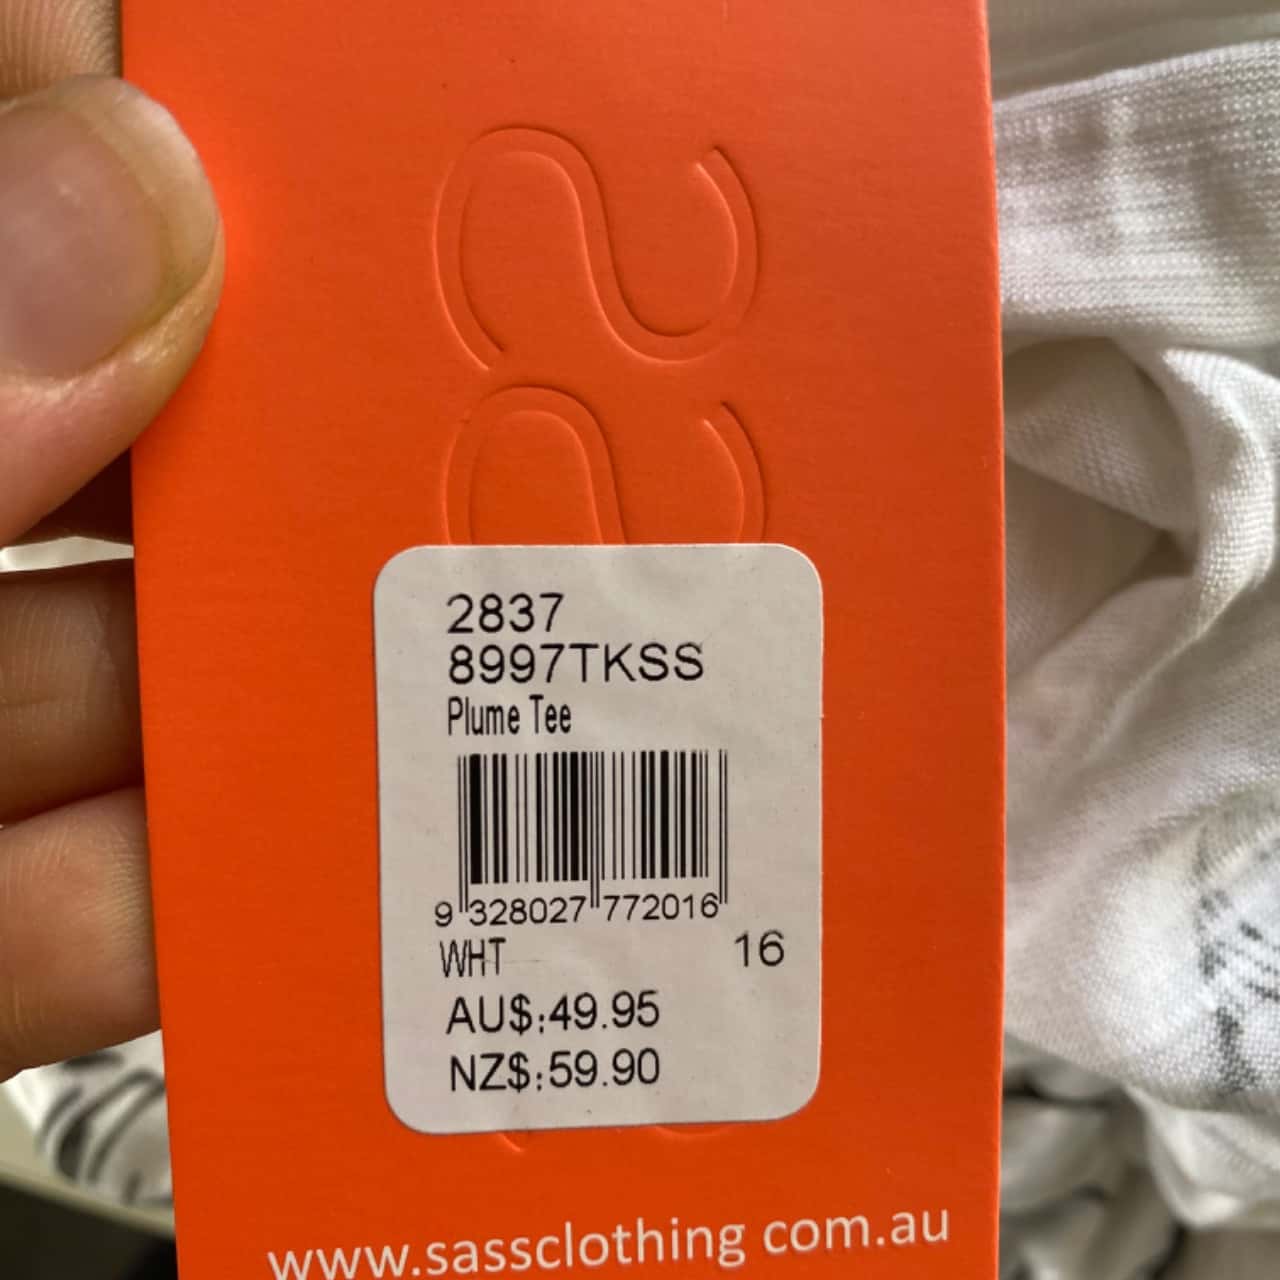 2837
8997TKSS
Plume Tee
9 328027 772016
WHT 16
AU$:49.95
NZ$:59.90
www.sassclothing.com.au